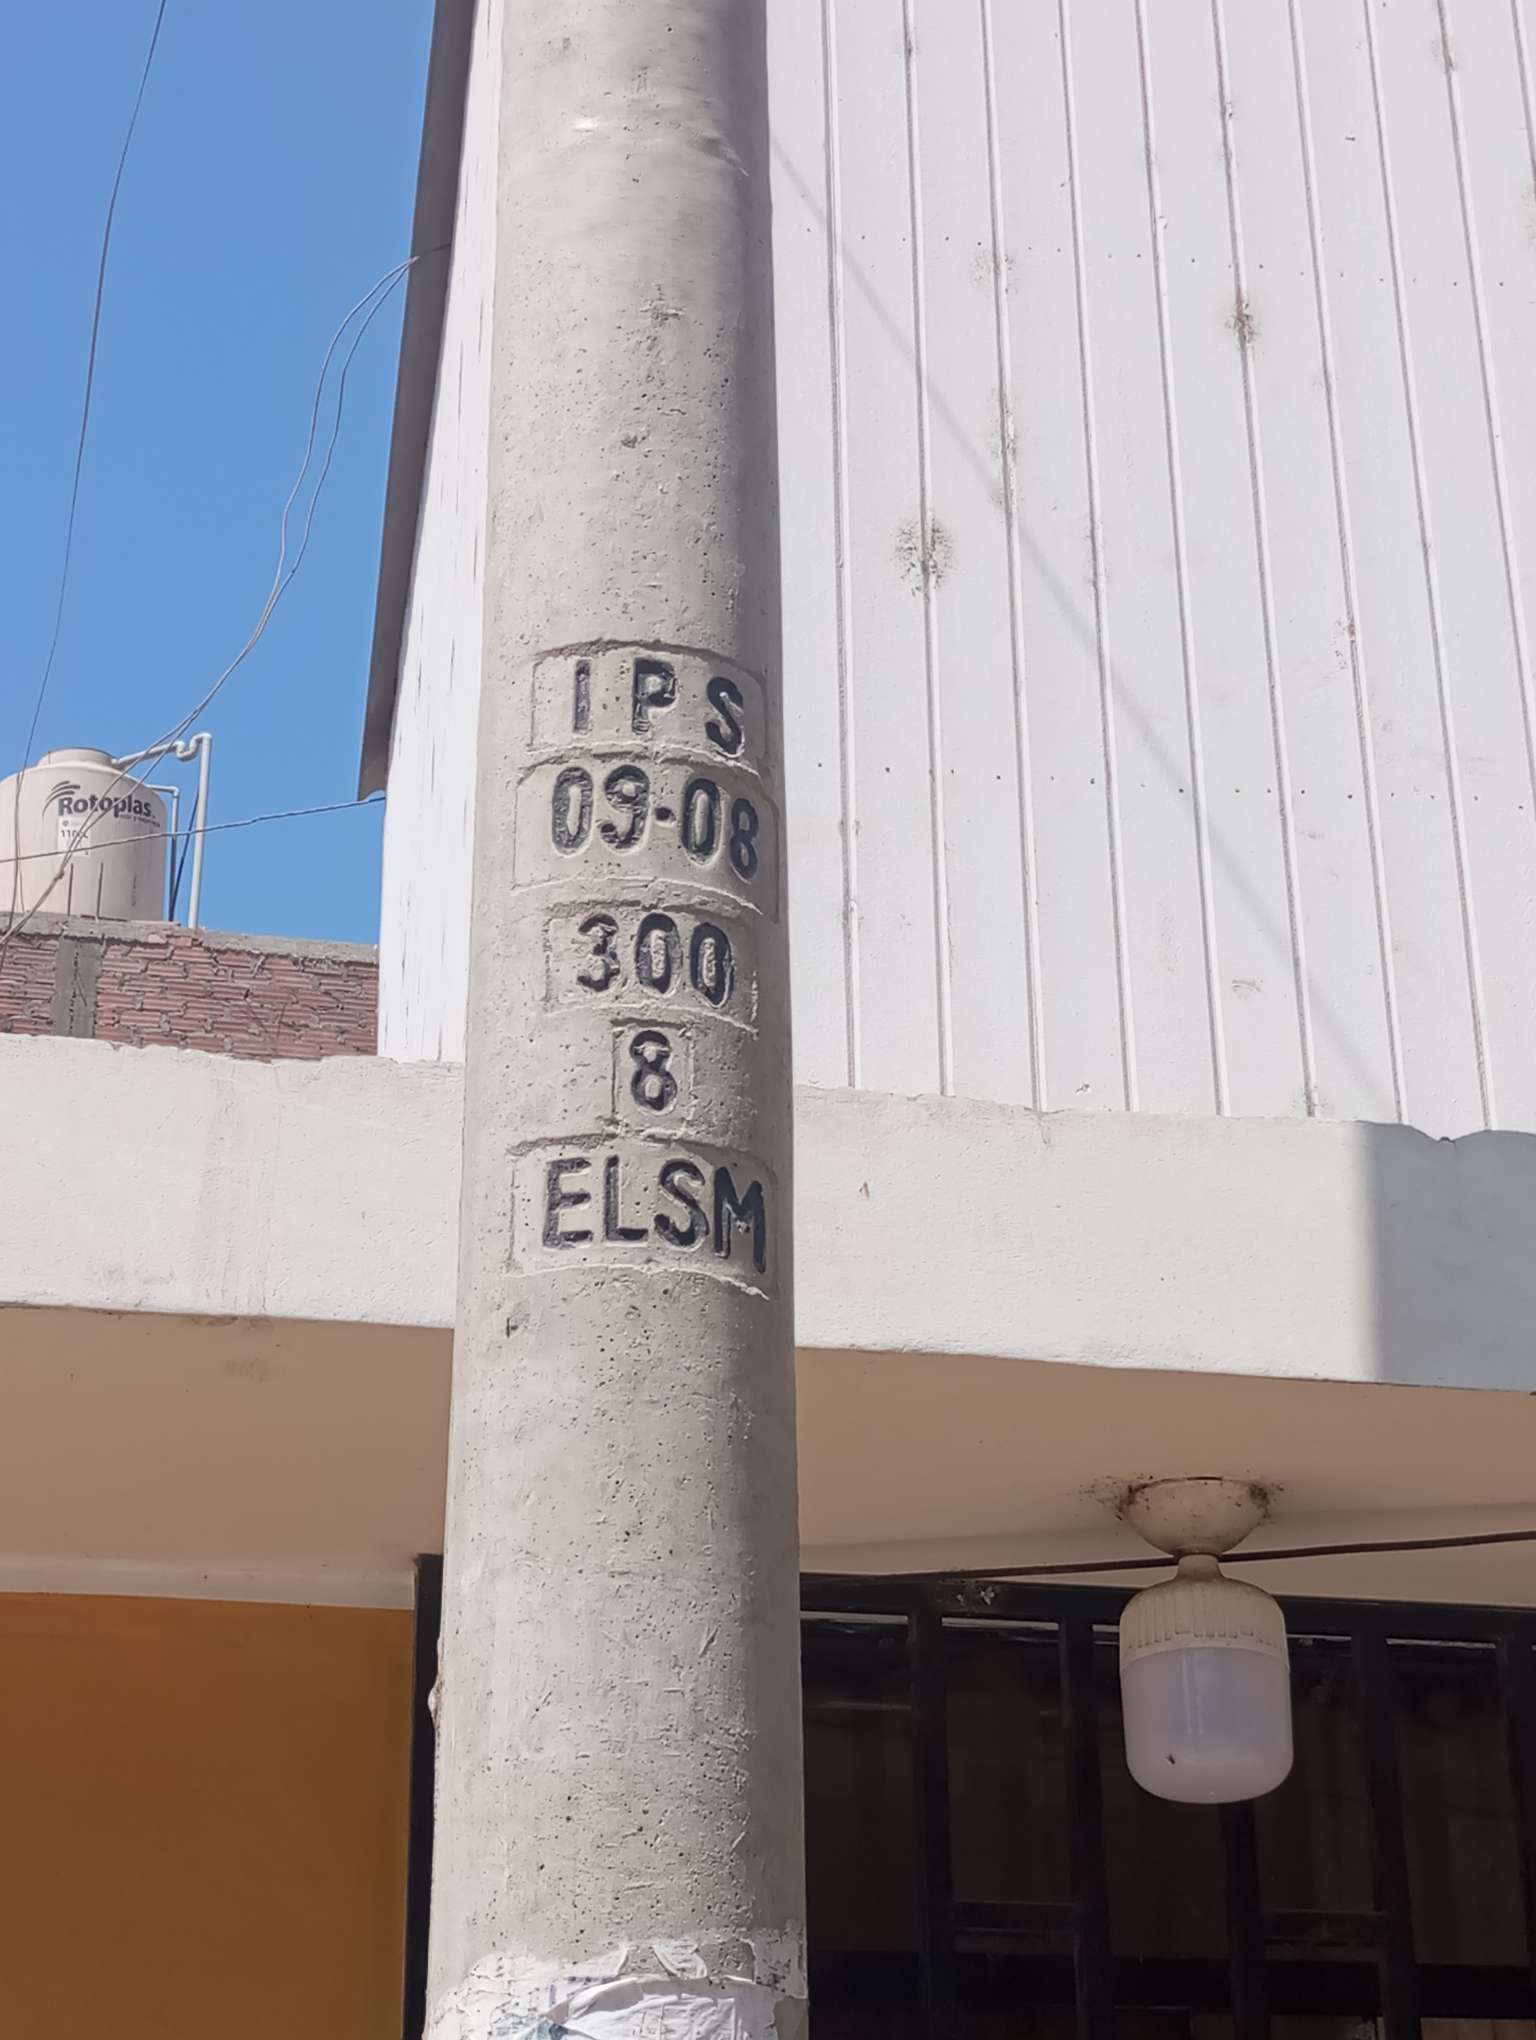 IPS
09-08
300
8
ELSM
Rotoplas